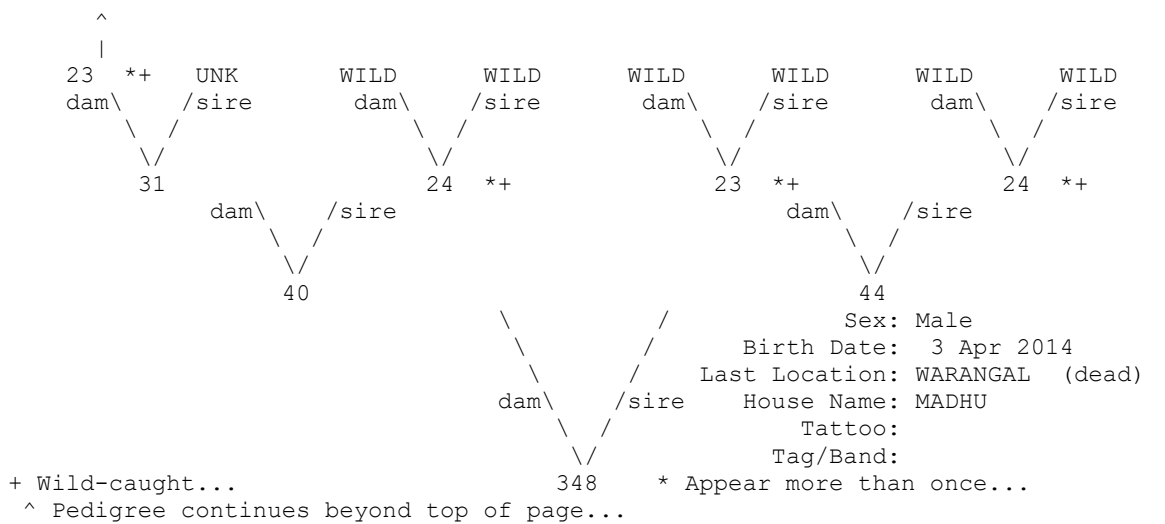 ^
|
23 *+ UNK WILD WILD WILD WILD WILD WILD
dam\ /sire dam\ /sire dam\ /sire dam\ /sire
\ / \ / \ / \ /
\/ \/ \/ \/
31 24 *+ 23 *+ 24 *+
dam\ /sire dam\ /sire
\ / \ /
\/ \/
40 44
\ / Sex: Male
\ / Birth Date: 3 Apr 2014
\ / Last Location: WARANGAL (dead)
dam\ /sire House Name: MADHU
\ / Tattoo:
\/ Tag/Band:
+ Wild-caught... 348 * Appear more than once...
^ Pedigree continues beyond top of page...